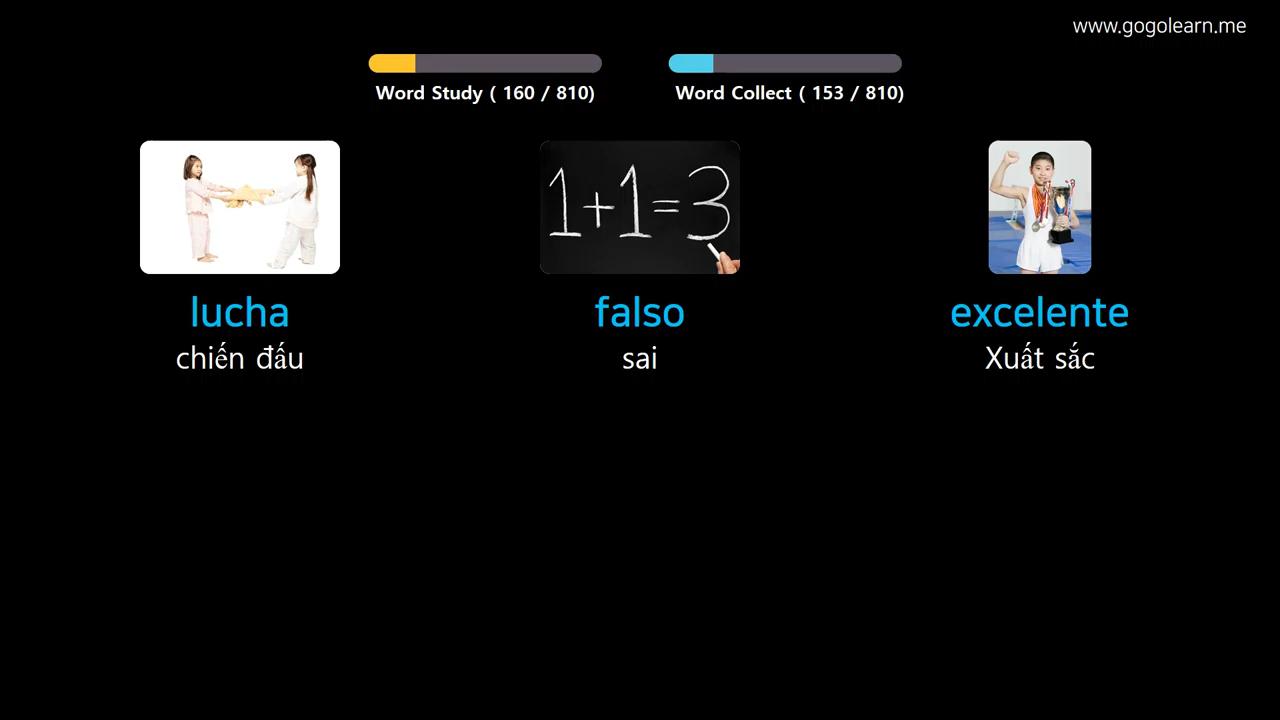 www.gogolearn.me
Word Study ( 160 / 810)
Word Collect ( 153 / 810)
1+1=3
lucha
falso
excelente
chiến đấu
sai
Xuất sắc